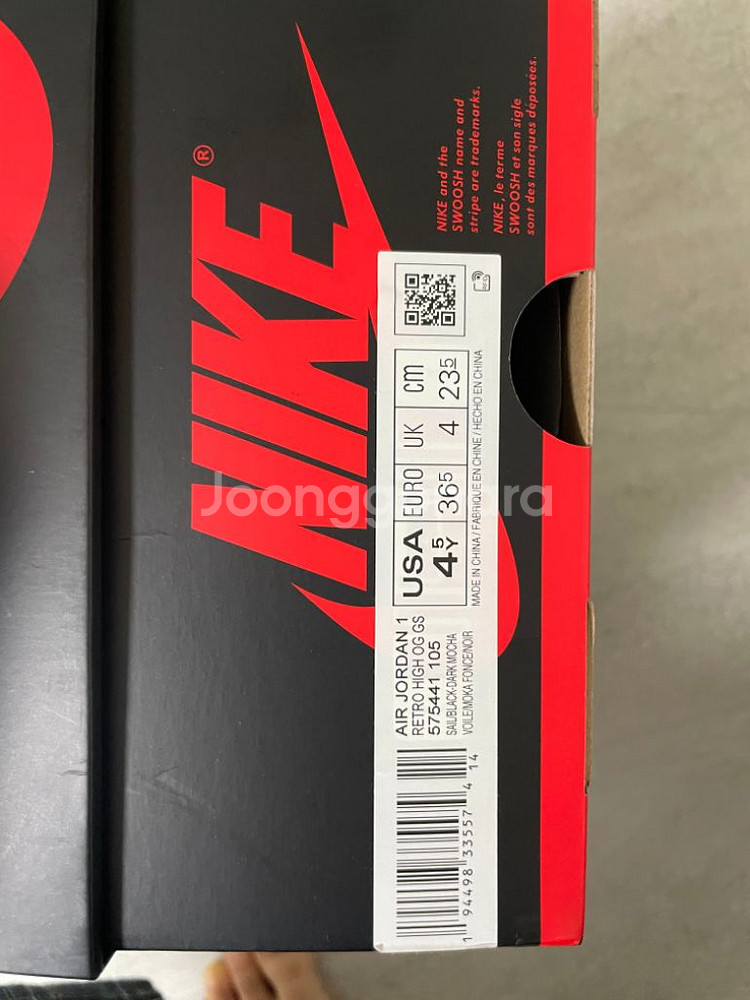 NIKE®
NIKE and the
SWOOSH name and
stripe are trademarks.
NIKE, le terme
SWOOSH et son sigle
sont des marques déposées.
AIR JORDAN 1
RETRO HIGH OG GS
575441 105
SAIL/BLACK-DARK MOCHA
VOILE/MOKA FONCE/NOIR
USA EURO UK cm
4.5Y 36.5 4 23.5
MADE IN CHINA / FABRIQUE EN CHINE / HECHO EN CHINA
1 94498 33557 4 14